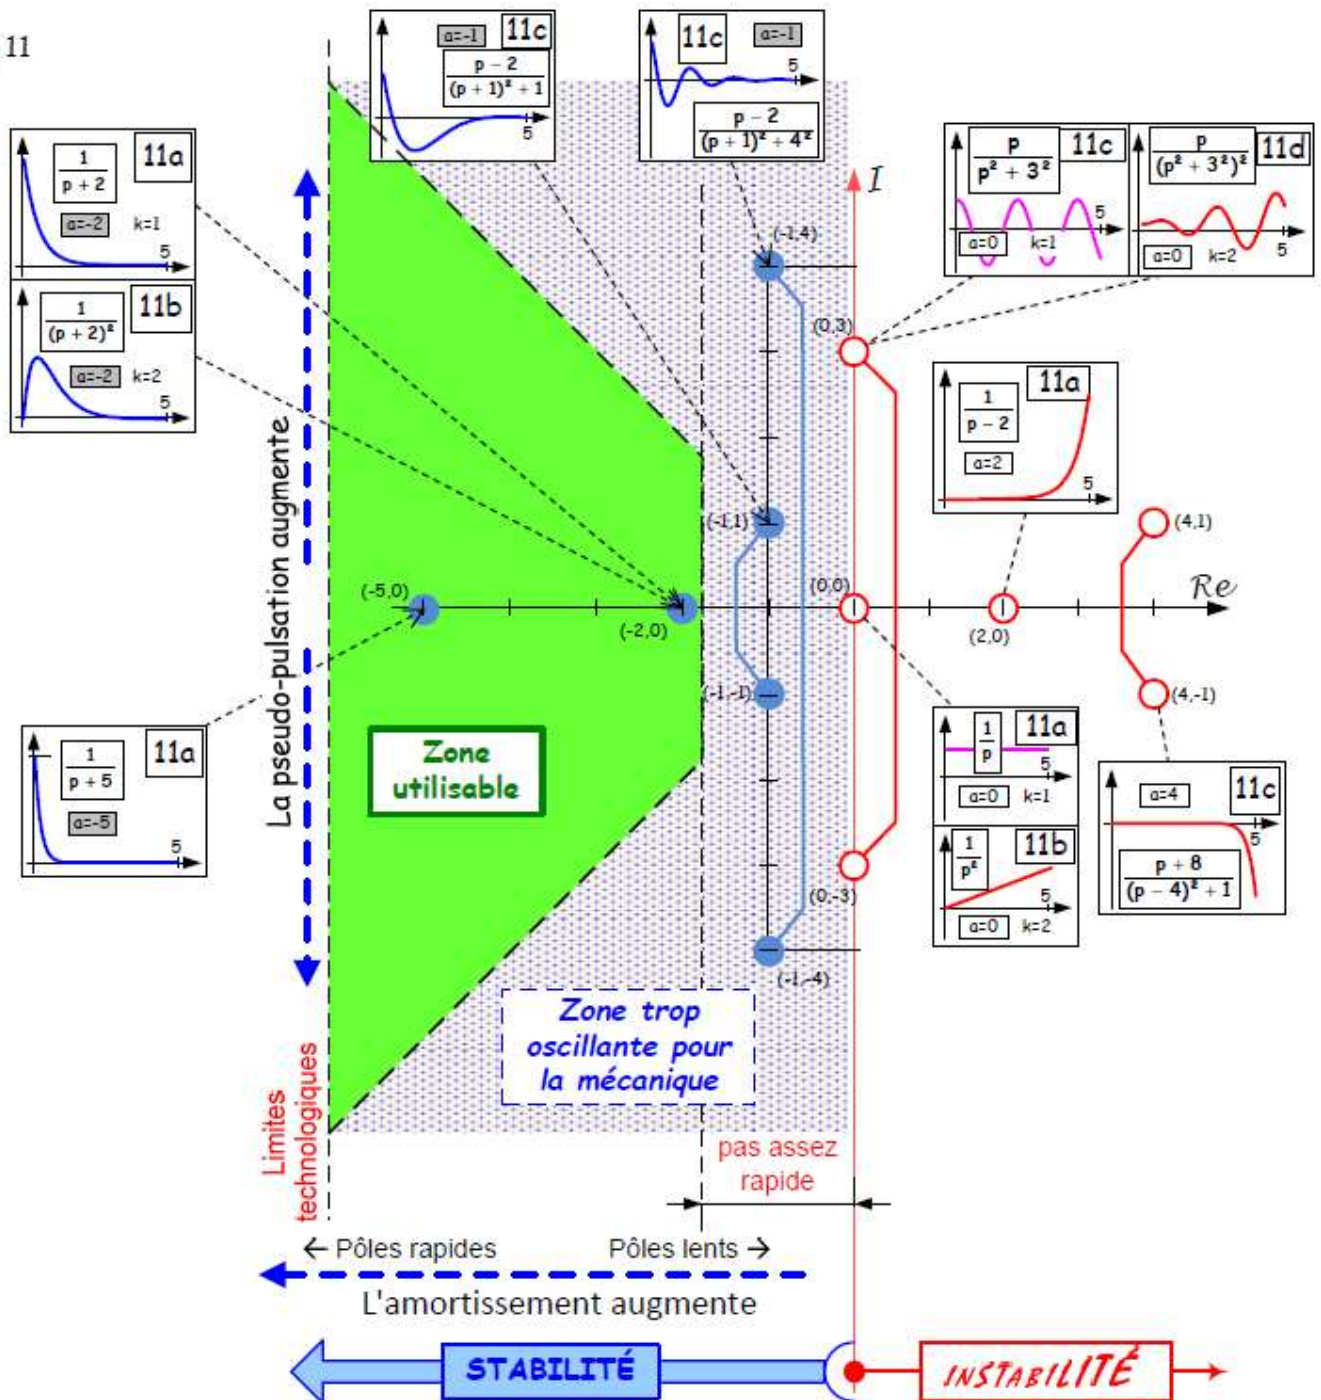 11
a=-1 11c
p – 2
(p + 1)² + 1
5
11c a=-1
5
p – 2
(p + 1)² + 4²
1
p + 2
11a
a=-2 k=1
5
1
(p + 2)²
11b
a=-2 k=2
5
p
p² + 3²
11c
a=0 k=1
5
p
(p² + 3²)²
11d
a=0 k=2
5
I
(-1,4)
(0,3)
11a
1
p – 2
a=2
5
La pseudo-pulsation augmente
(-1,1)
(4,1)
(-5,0)
(-2,0)
(0,0)
(2,0)
Re
(-1,-1)
(4,-1)
1
p + 5
11a
a=-5
5
Zone
utilisable
1
p
11a
5
a=0 k=1
1
p²
11b
5
a=0 k=2
a=4 11c
5
p + 8
(p – 4)² + 1
(0,-3)
(-1,-4)
Zone trop
oscillante pour
la mécanique
Limites
technologiques
pas assez
rapide
← Pôles rapides
Pôles lents →
L'amortissement augmente
STABILITÉ
INSTABILITÉ